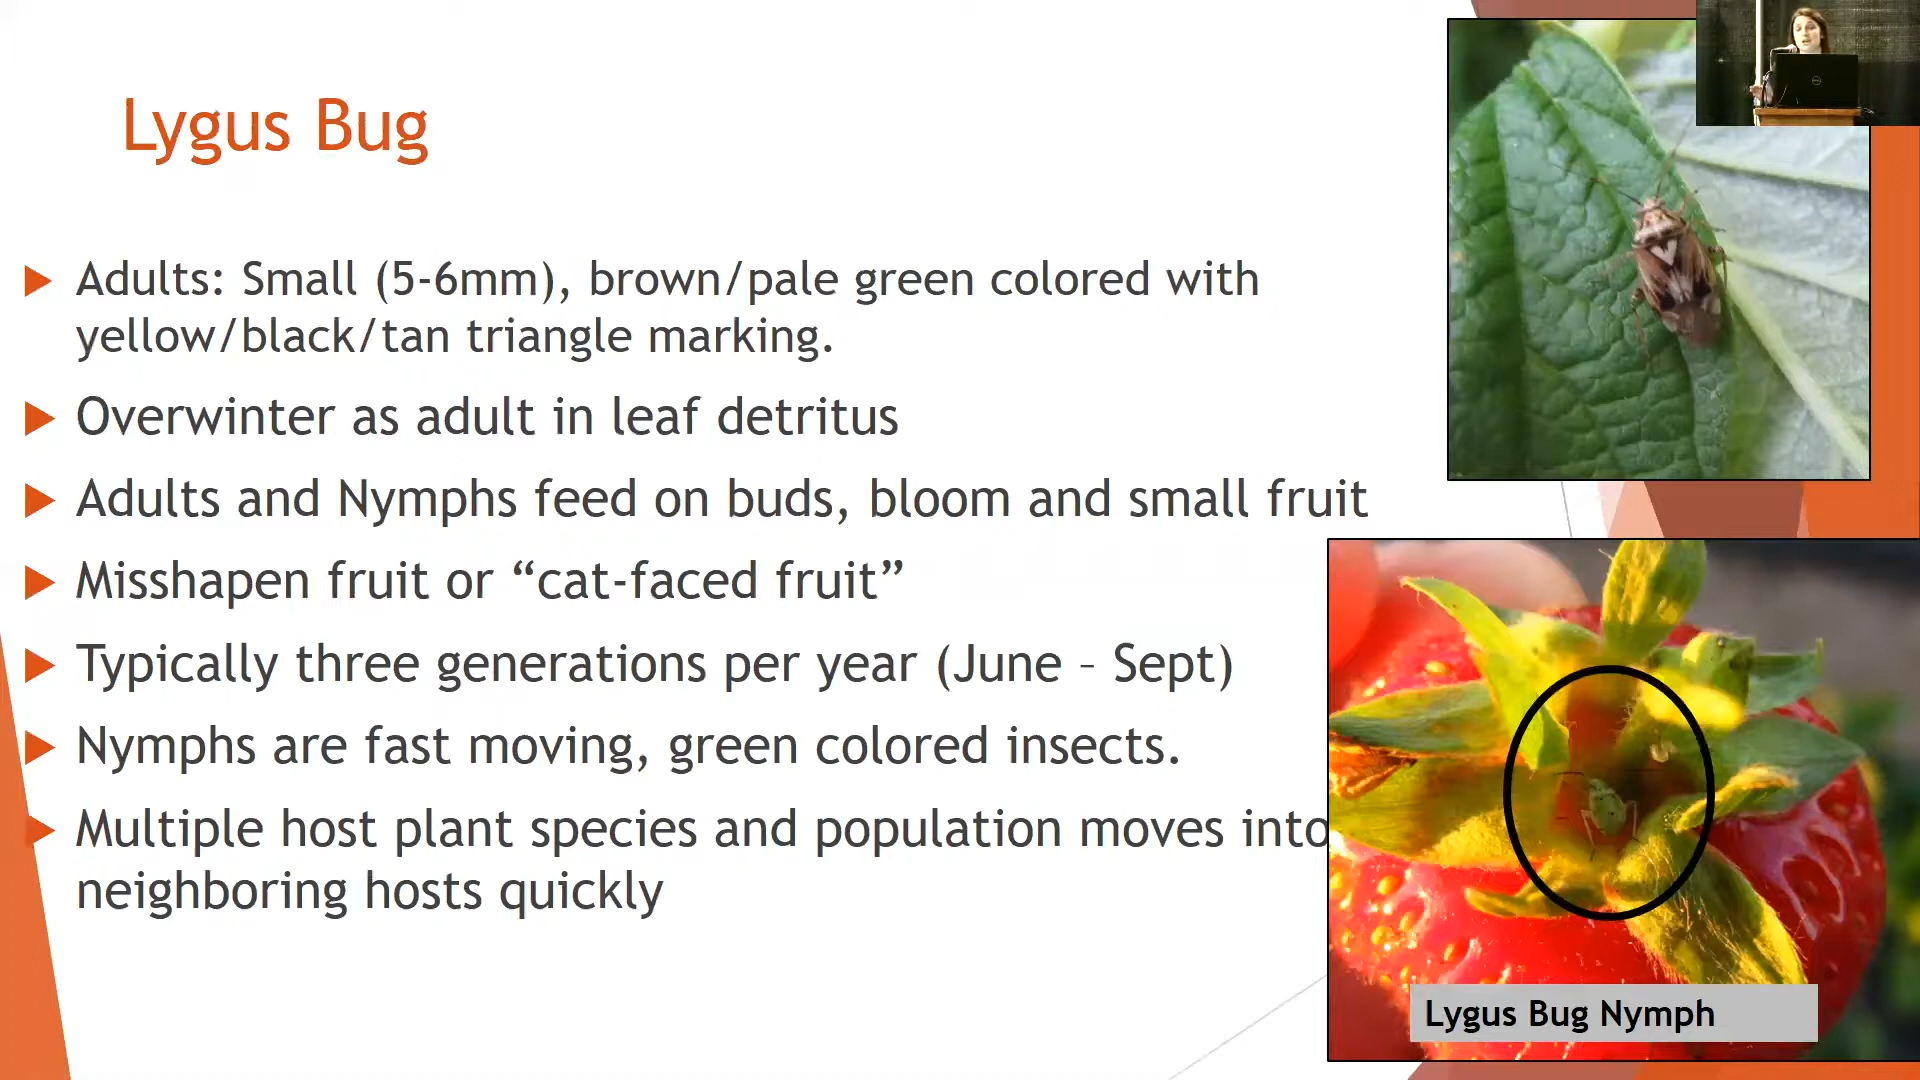 Lygus Bug
Adults: Small (5-6mm), brown/pale green colored with
yellow/black/tan triangle marking.
Overwinter as adult in leaf detritus
Adults and Nymphs feed on buds, bloom and small fruit
Misshapen fruit or “cat-faced fruit”
Typically three generations per year (June – Sept)
Nymphs are fast moving, green colored insects.
Multiple host plant species and population moves into
neighboring hosts quickly
Lygus Bug Nymph